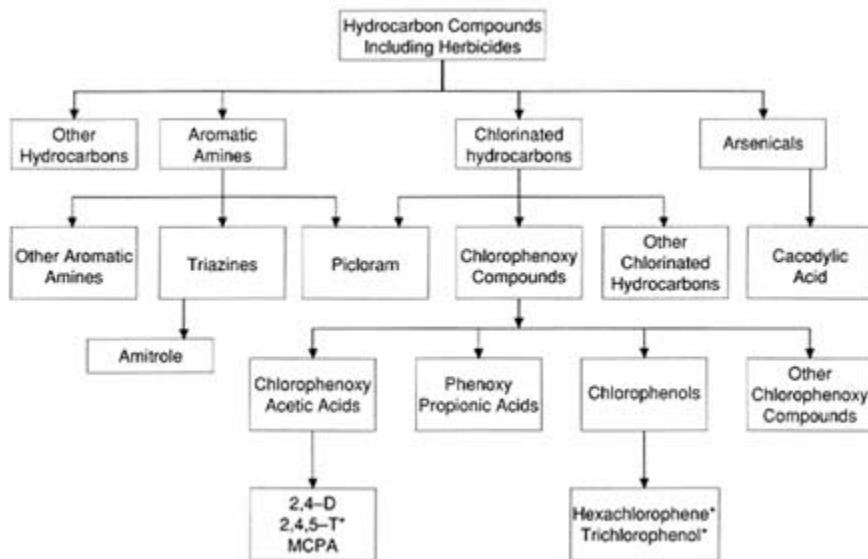 Hydrocarbon Compounds
Including Herbicides
Other
Hydrocarbons
Aromatic
Amines
Chlorinated
hydrocarbons
Arsenicals
Other Aromatic
Amines
Triazines
Picloram
Chlorophenoxy
Compounds
Other
Chlorinated
Hydrocarbons
Cacodylic
Acid
Amitrole
Chlorophenoxy
Acetic Acids
Phenoxy
Propionic Acids
Chlorophenols
Other
Chlorophenoxy
Compounds
2,4–D
2,4,5–T*
MCPA
Hexachlorophene*
Trichlorophenol*